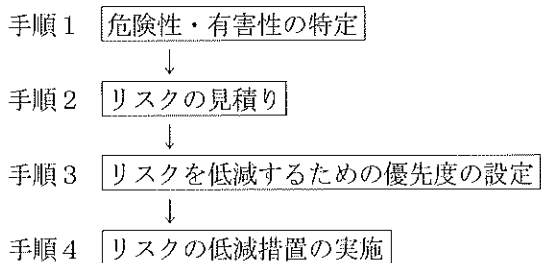 手順1 危険性・有害性の特定
↓
手順2 リスクの見積り
↓
手順3 リスクを低減するための優先度の設定
↓
手順4 リスクの低減措置の実施